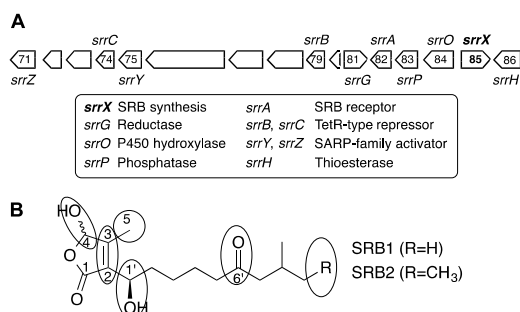 A
srrC srrB srrA srrO srrX
71 74 75 79 81 82 83 84 85 86
srrZ srrY srrG srrP srrH
srrX SRB synthesis srrA SRB receptor
srrG Reductase srrB, srrC TetR-type repressor
srrO P450 hydroxylase srrY, srrZ SARP-family activator
srrP Phosphatase srrH Thioesterase
B
HO 5 O
3
4
O 1' 6' R SRB1 (R=H)
1 2 SRB2 (R=CH3)
O OH